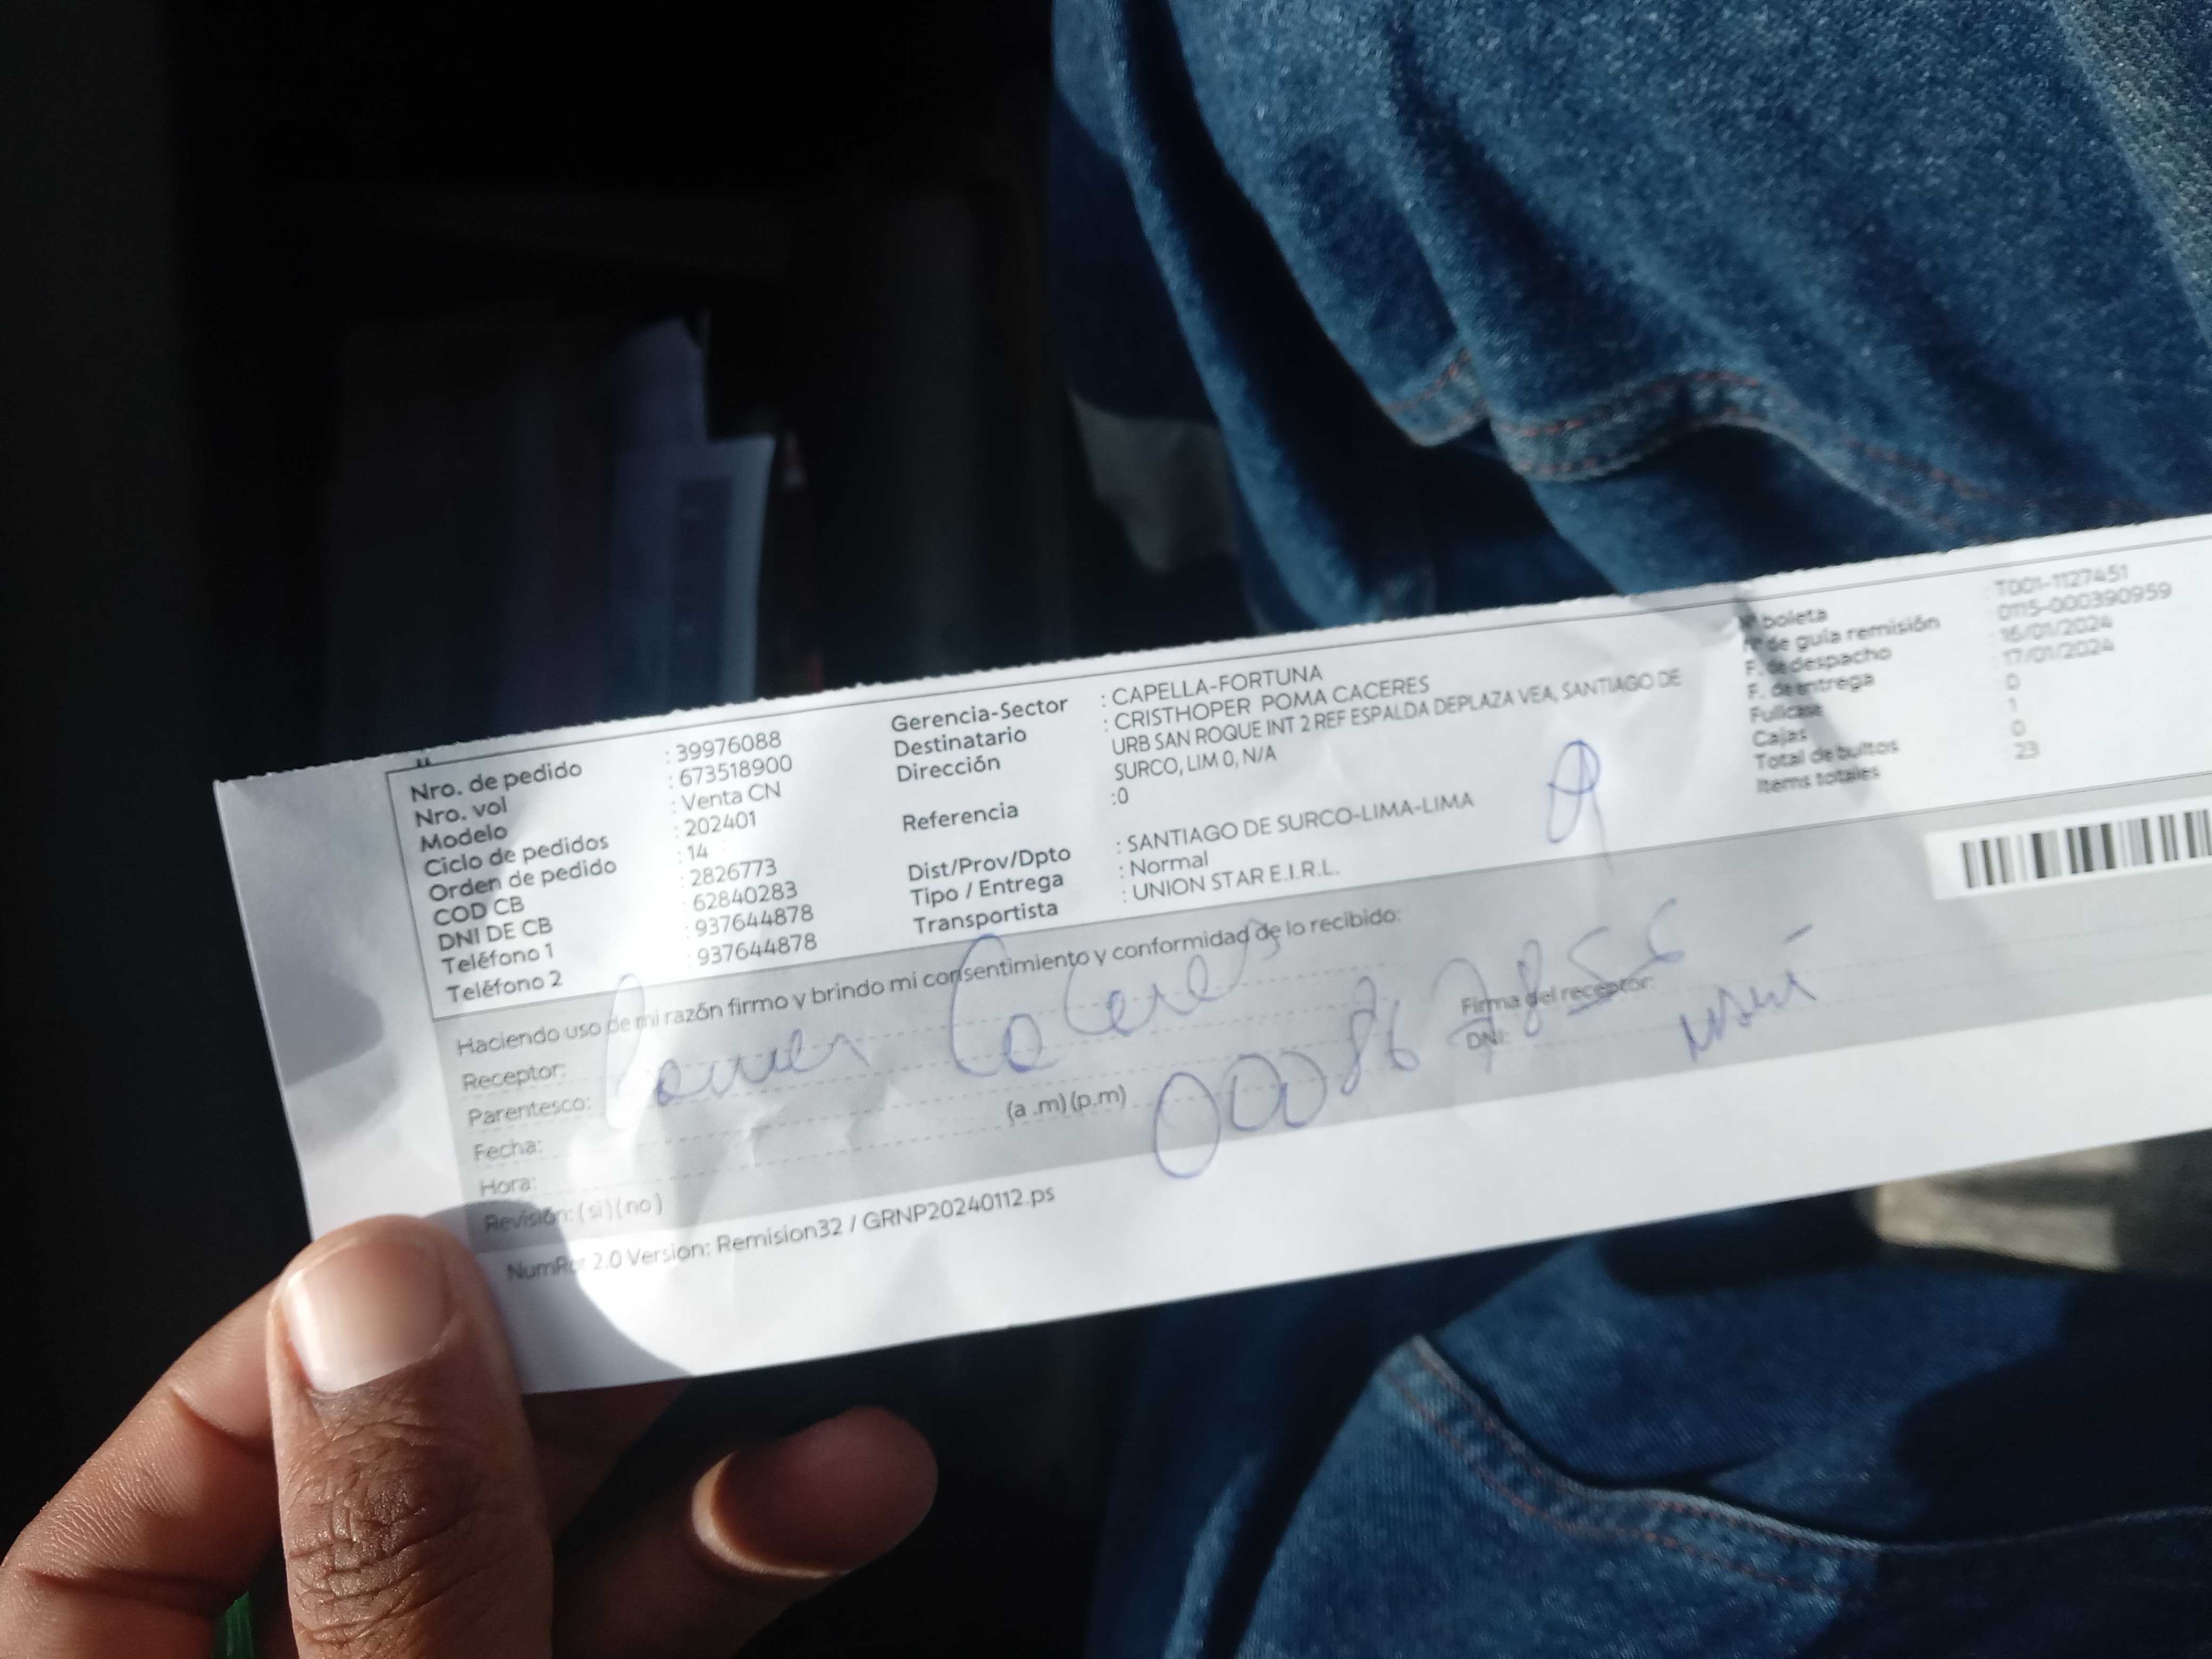 Nro. de pedido : 39976088
Nro. vol : 673518900
Modelo : Venta CN
Ciclo de pedidos : 202401
Orden de pedido : 14
COD CB : 2826773
DNI DE CB : 62840283
Teléfono 1 : 937644878
Teléfono 2 : 937644878
Gerencia-Sector : CAPELLA-FORTUNA
Destinatario : CRISTHOPER POMA CACERES
Dirección URB SAN ROQUE INT 2 REF ESPALDA DEPLAZA VEA, SANTIAGO DE
SURCO, LIM 0, N/A
Referencia :0
Dist/Prov/Dpto : SANTIAGO DE SURCO-LIMA-LIMA
Tipo / Entrega : Normal
Transportista : UNION STAR E.I.R.L.
boleta : T001-1127451
de guía remisión 0115-000390959
F. de despacho : 16/01/2024
F. de entrega : 17/01/2024
Fullcase 0
Cajas 1
Total de bultos 0
Items totales 23
Haciendo uso de mi razón firmo y brindo mi consentimiento y conformidad de lo recibido:
Receptor:
Parentesco:
Fecha:
Hora: (a .m) (p.m)
Revisión: ( si ) ( no )
Firma del receptor:
DNI:
Caceres
NumRot 2.0 Version: Remision32 / GRNP20240112.ps